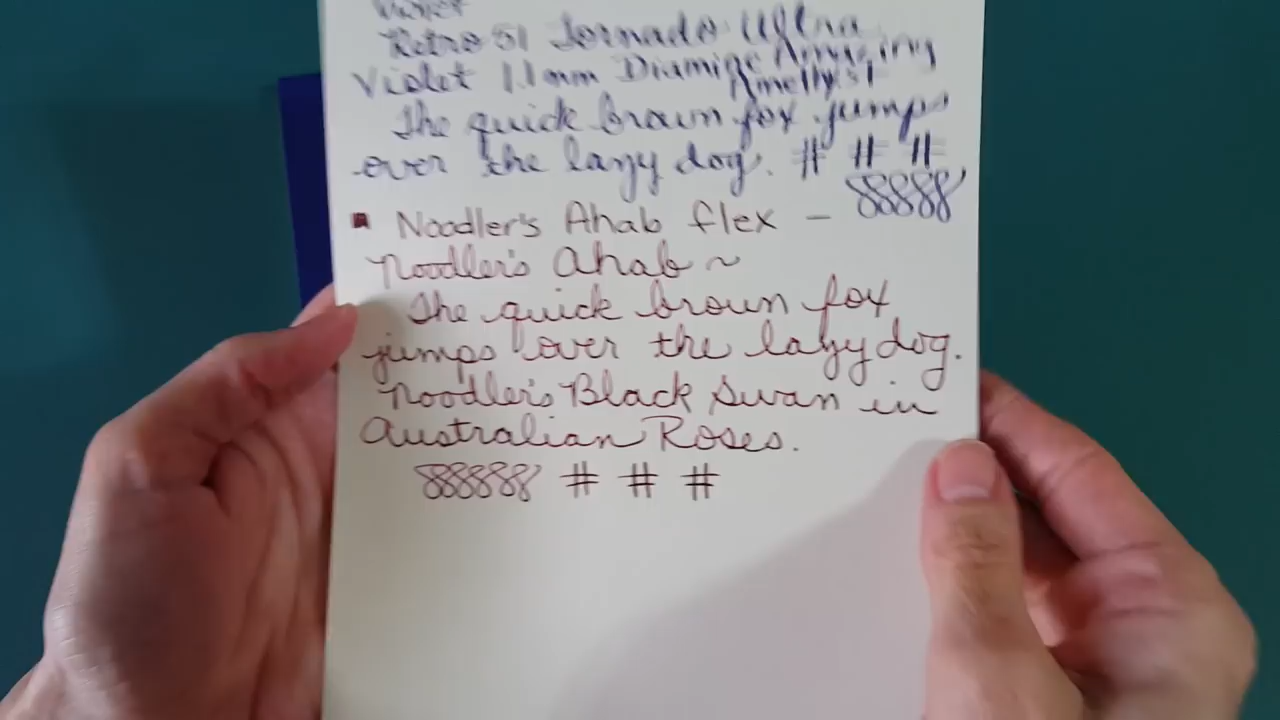 Violet
Retro 51 Tornado Ultra
Violet 1.1mm Diamine Amazing
Amethyst
The quick brown fox jumps
over the lazy dog. # # #
88888
Noodler's Ahab flex –
Noodler's Ahab ~
The quick brown fox
jumps over the lazy dog.
Noodler's Black Swan in
Australian Roses.
888888 # # #